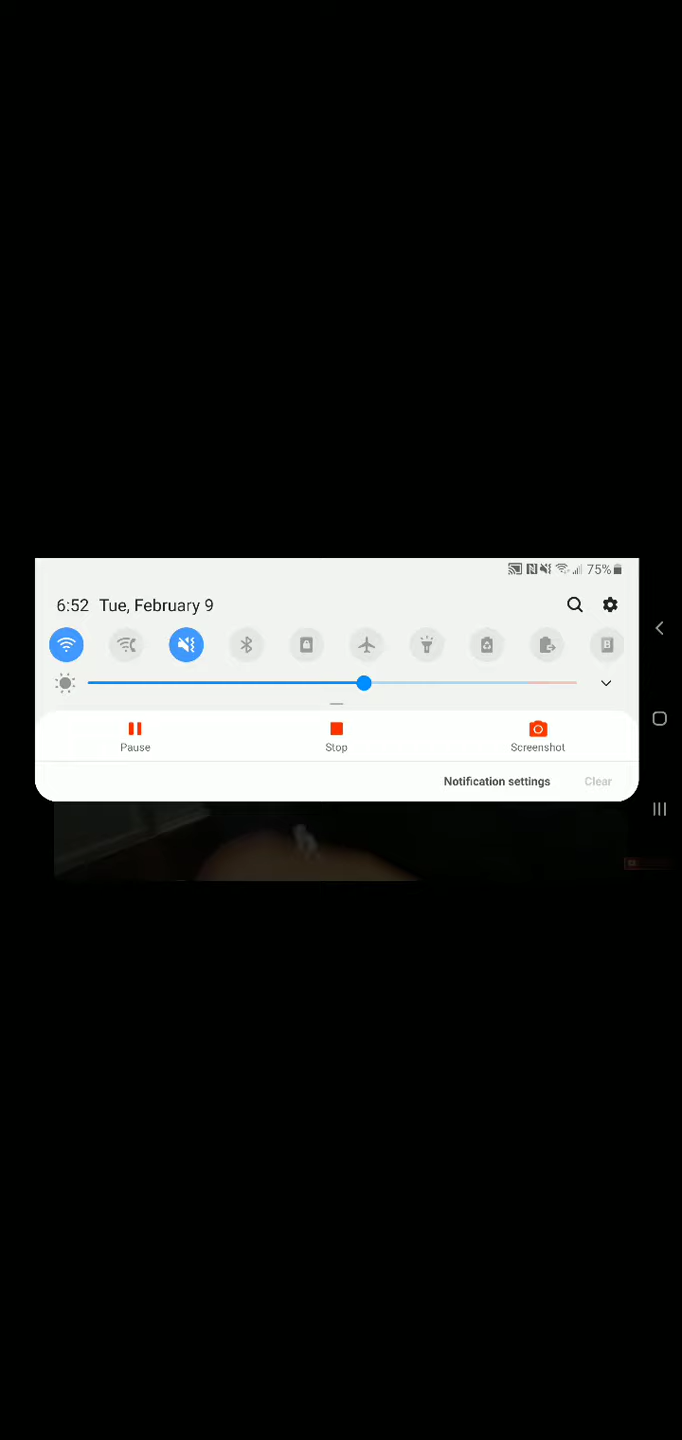 75%
6:52 Tue, February 9
Pause Stop Screenshot
Notification settings Clear